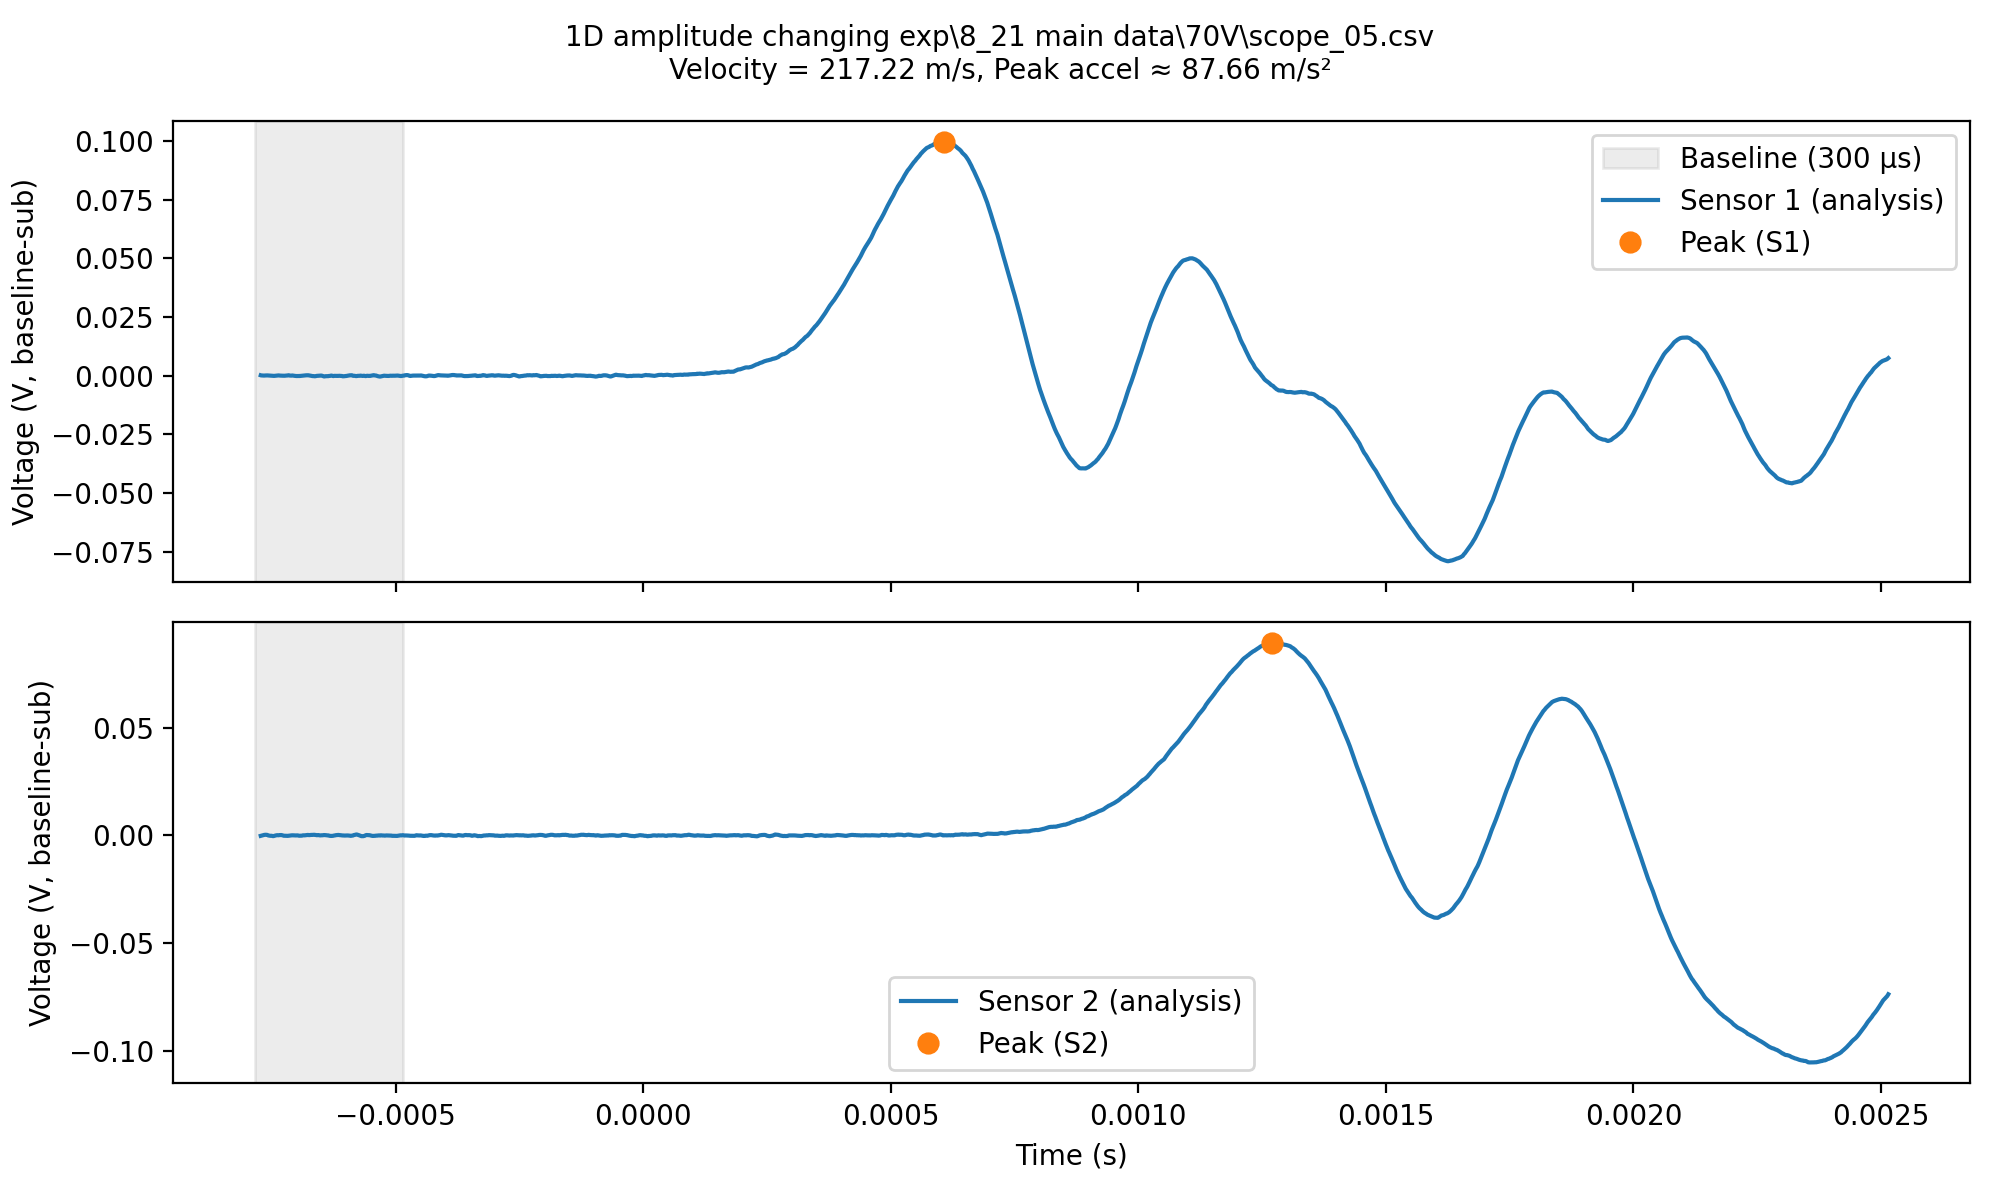 1D amplitude changing exp\8_21 main data\70V\scope_05.csv
Velocity = 217.22 m/s, Peak accel ≈ 87.66 m/s²
Voltage (V, baseline-sub)
0.100
0.075
0.050
0.025
0.000
−0.025
−0.050
−0.075
Baseline (300 µs)
Sensor 1 (analysis)
Peak (S1)
Voltage (V, baseline-sub)
0.05
0.00
−0.05
−0.10
Sensor 2 (analysis)
Peak (S2)
−0.0005 0.0000 0.0005 0.0010 0.0015 0.0020 0.0025
Time (s)